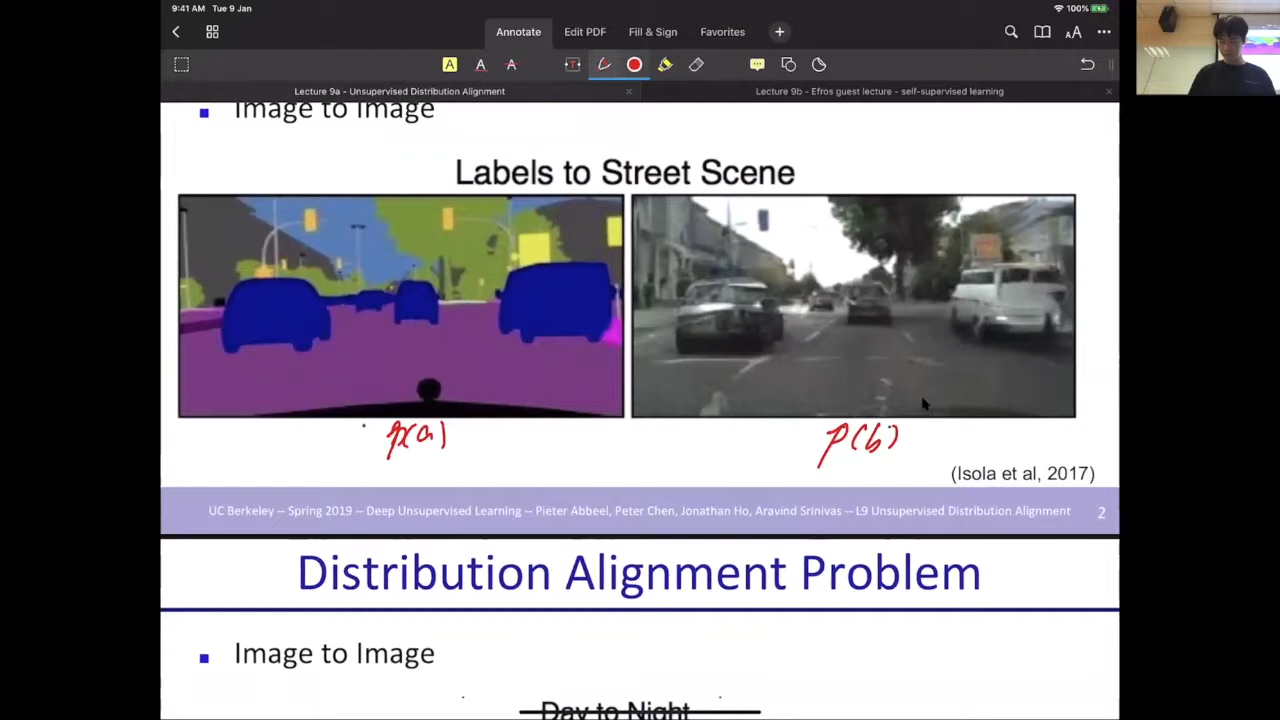 9:41 AM Tue 9 Jan
100%
Annotate Edit PDF Fill & Sign Favorites
Lecture 9a - Unsupervised Distribution Alignment
Lecture 9b - Efros guest lecture - self-supervised learning
Image to Image
Labels to Street Scene
p(a)
p(b)
(Isola et al, 2017)
UC Berkeley -- Spring 2019 -- Deep Unsupervised Learning -- Pieter Abbeel, Peter Chen, Jonathan Ho, Aravind Srinivas -- L9 Unsupervised Distribution Alignment 2
Distribution Alignment Problem
Image to Image
Day to Night